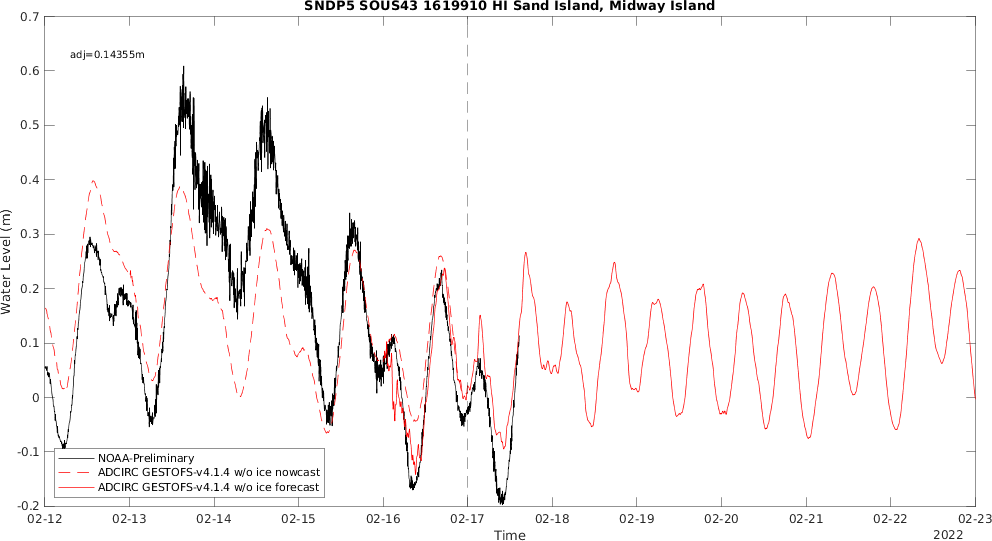 SNDP5 SOUS43 1619910 HI Sand Island, Midway Island
0.7
adj=0.14355m
0.6
0.5
0.4
0.3
0.2
0.1
0
-0.1
-0.2
Water Level (m)
NOAA-Preliminary
ADCIRC GESTOFS-v4.1.4 w/o ice nowcast
ADCIRC GESTOFS-v4.1.4 w/o ice forecast
02-12 02-13 02-14 02-15 02-16 02-17 02-18 02-19 02-20 02-21 02-22 02-23
Time
2022